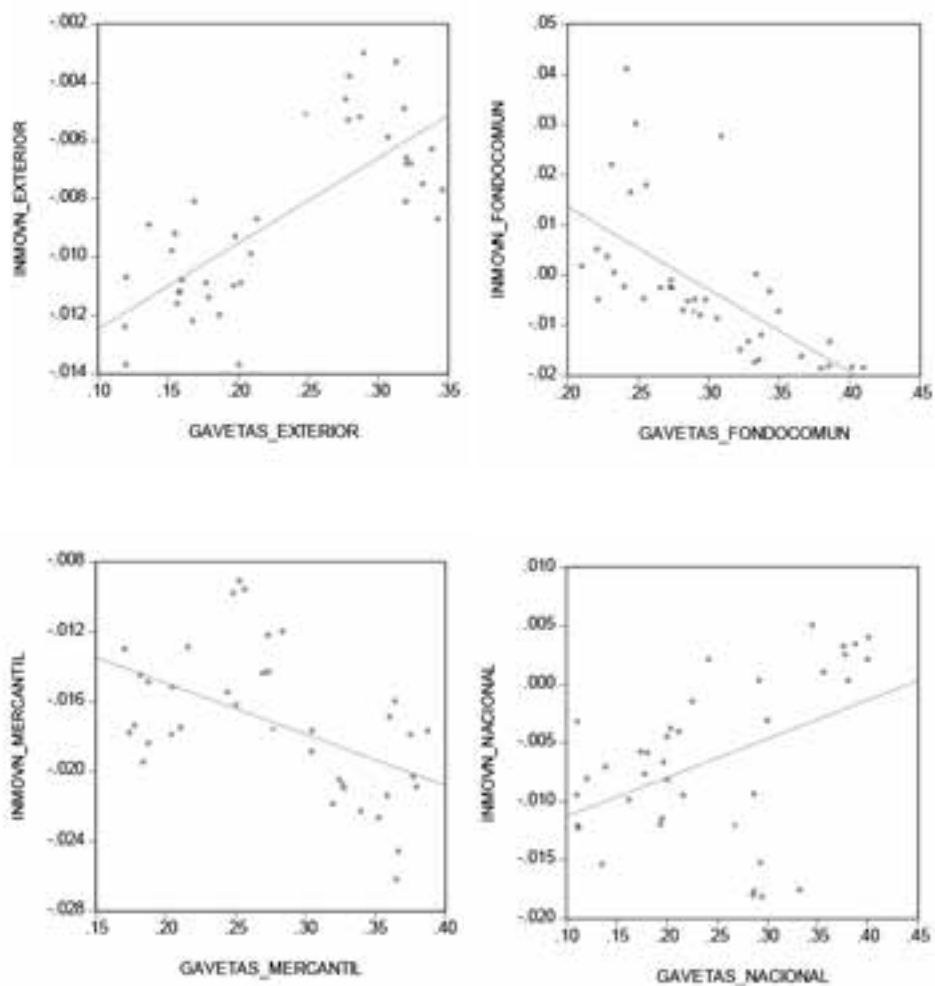 -.002
-.004
-.006
-.008
-.010
-.012
-.014
INMOVN_EXTERIOR
.10 .15 .20 .25 .30 .35
GAVETAS_EXTERIOR
.05
.04
.03
.02
.01
.00
-.01
-.02
INMOVN_FONDOCOMUN
.20 .25 .30 .35 .40 .45
GAVETAS_FONDOCOMUN
-.008
-.012
-.016
-.020
-.024
-.028
INMOVN_MERCANTIL
.15 .20 .25 .30 .35 .40
GAVETAS_MERCANTIL
.010
.005
.000
-.005
-.010
-.015
-.020
INMOVN_NACIONAL
.10 .15 .20 .25 .30 .35 .40 .45
GAVETAS_NACIONAL